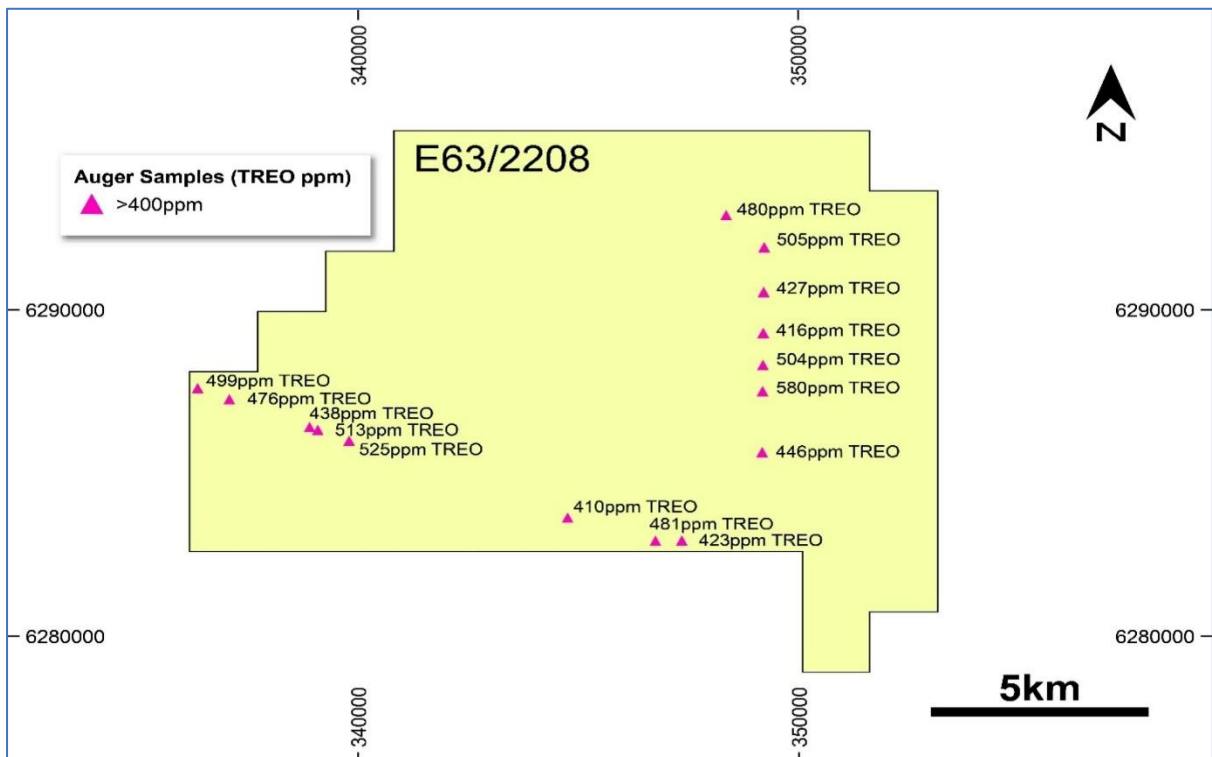 340000
350000
N
E63/2208
Auger Samples (TREO ppm)
>400ppm
480ppm TREO
505ppm TREO
427ppm TREO
6290000
6290000
416ppm TREO
504ppm TREO
499ppm TREO
580ppm TREO
476ppm TREO
438ppm TREO
513ppm TREO
525ppm TREO
446ppm TREO
410ppm TREO
481ppm TREO
423ppm TREO
6280000
6280000
5km
340000
350000